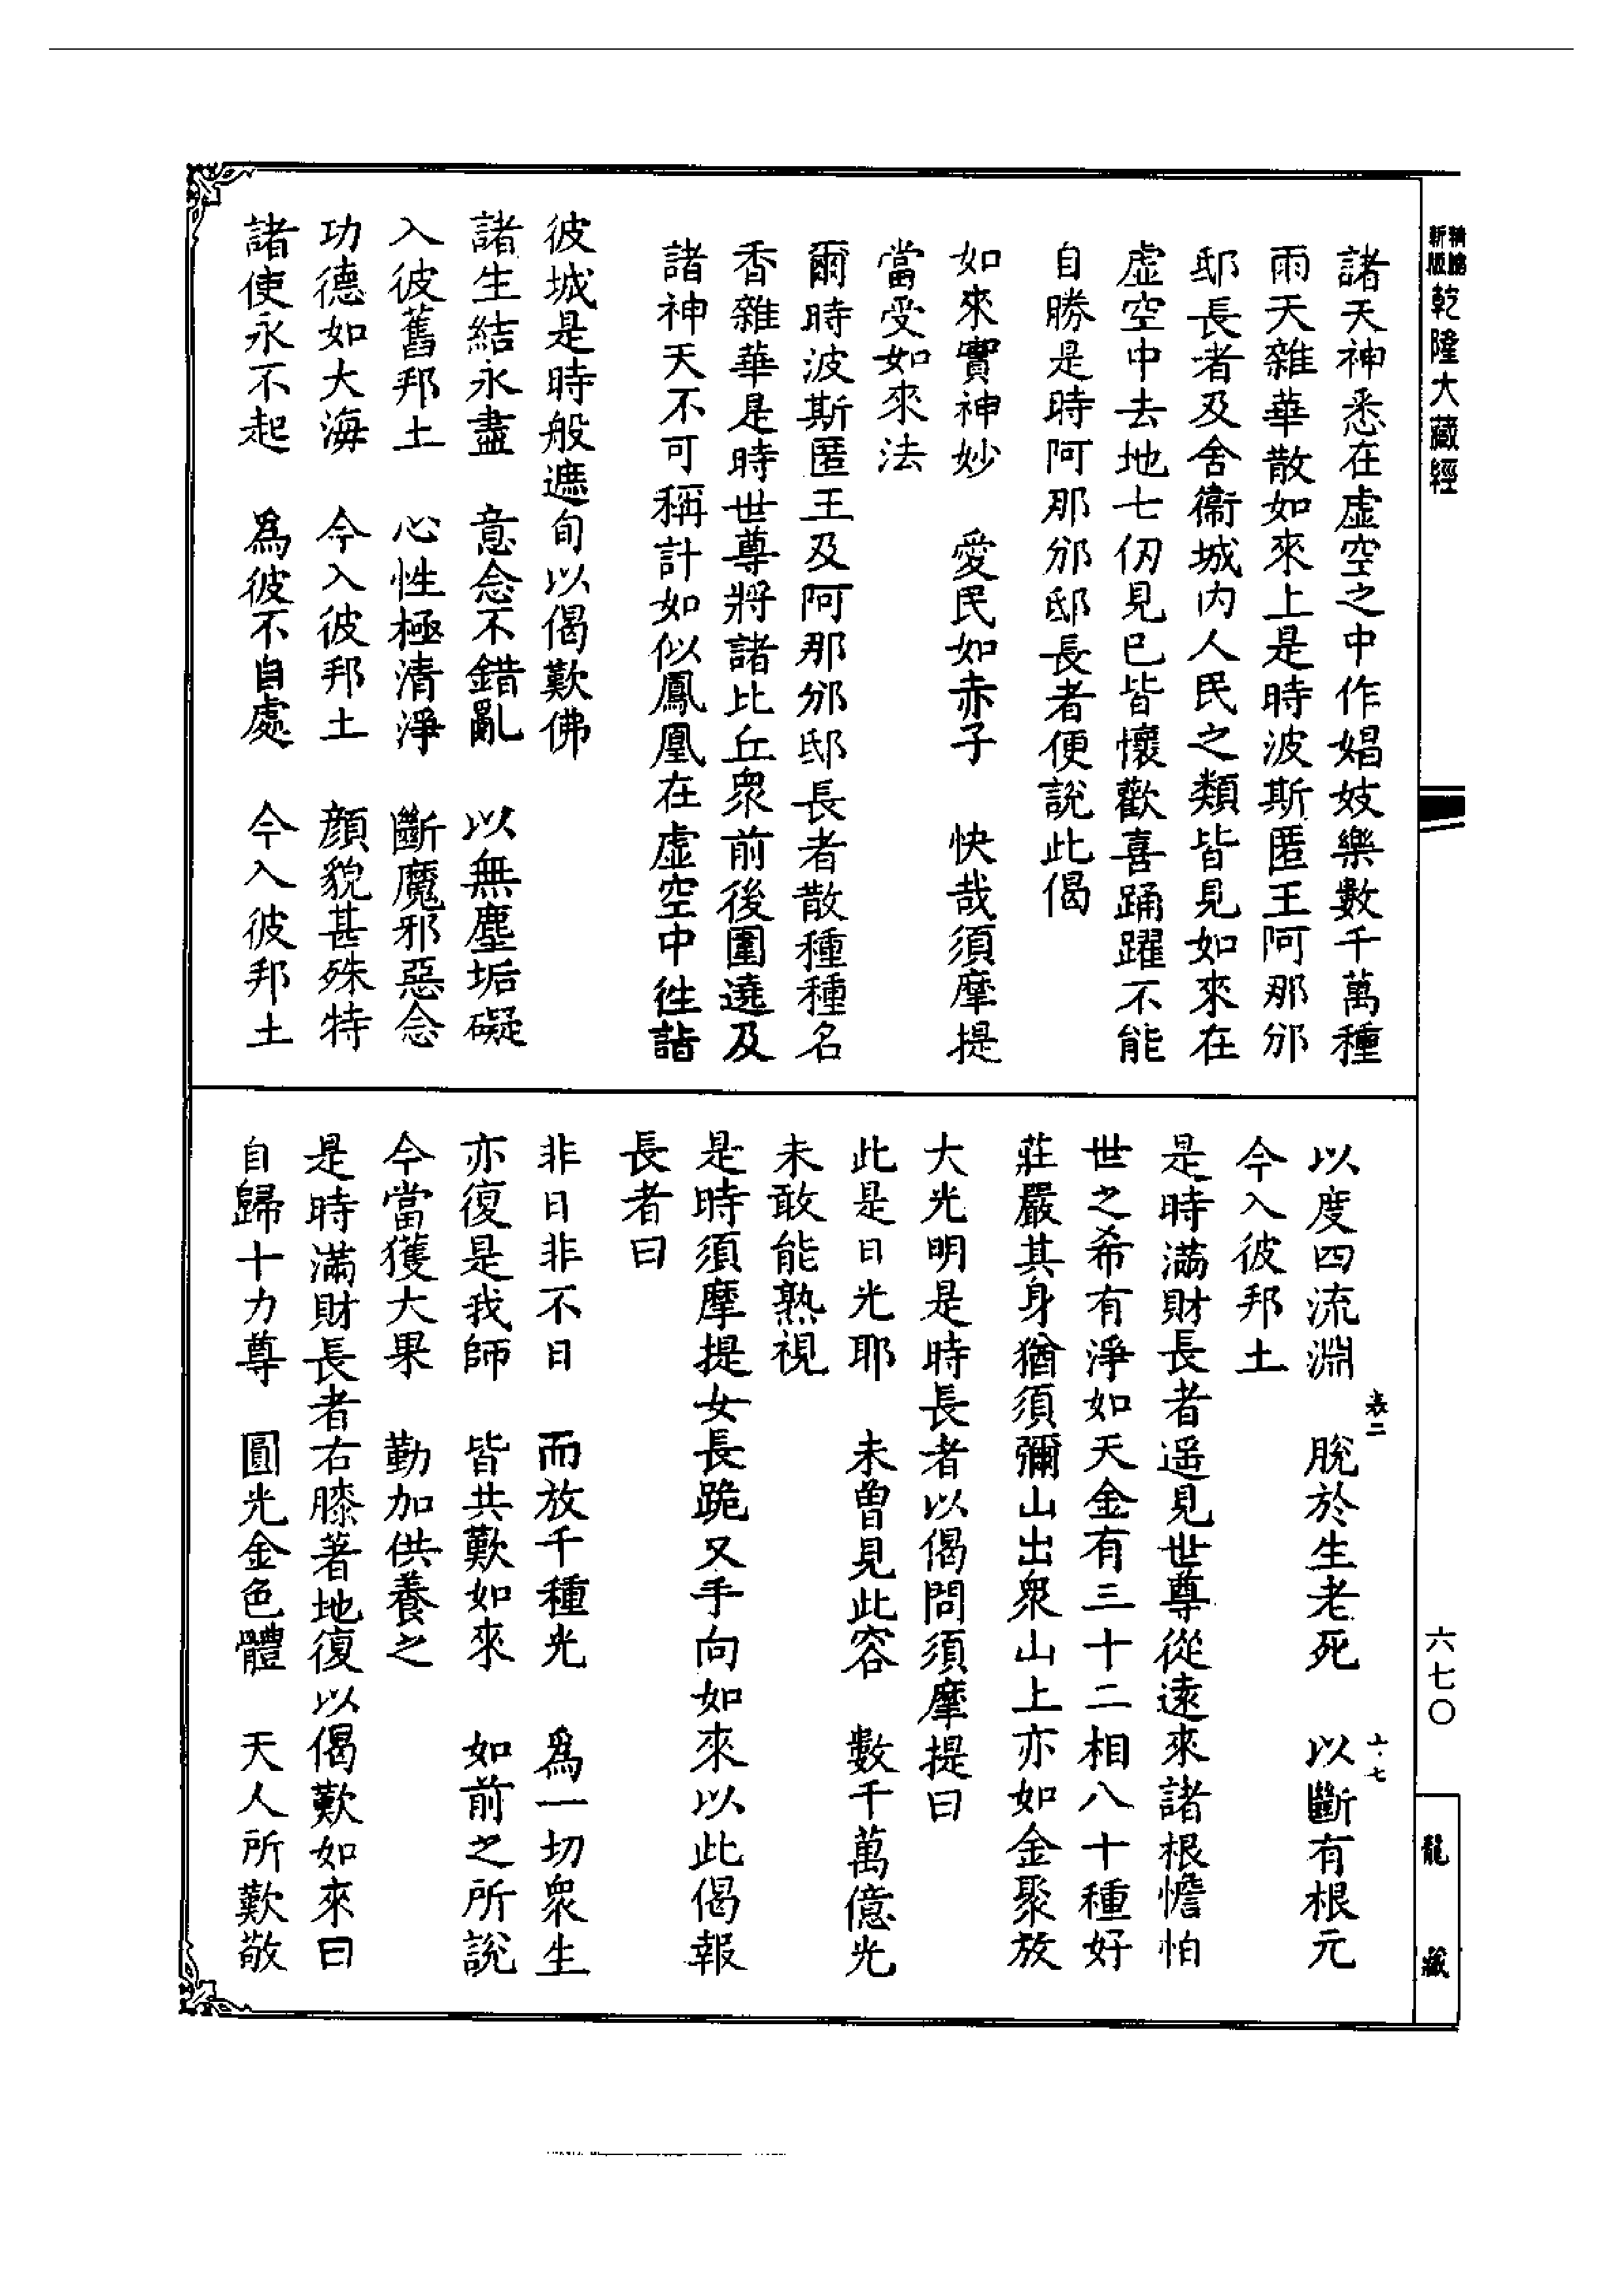 新版
精縮
乾隆大藏經
諸天神悉在虛空之中作娼妓樂數千萬種
雨天雜華散如來上是時波斯匿王阿那邠
邸長者及舍衞城內人民之類皆見如來在
虛空中去地七仞見已皆懷歡喜踊躍不能
自勝是時阿那邠邸長者便說此偈
如來實神妙　愛民如赤子　快哉須摩提
當受如來法
爾時波斯匿王及阿那邠邸長者散種種名
香雜華是時世尊將諸比丘衆前後圍遶及
諸神天不可稱計如似鳳凰在虛空中徃詣
彼城是時般遮旬以偈歎佛
諸生結永盡　意念不錯亂　以無塵垢礙
入彼舊邦土　心性極清淨　斷魔邪惡念
功德如大海　今入彼邦土　顏貌甚殊特
諸使永不起　爲彼不自處　今入彼邦土
以度四流淵　脫於生老死　以斷有根元
今入彼邦土
是時滿財長者遥見世尊從遠來諸根憺怕
世之希有淨如天金有三十二相八十種好
莊嚴其身猶須彌山出衆山上亦如金聚放
大光明是時長者以偈問須摩提曰
此是日光耶　未曾見此容　數千萬億光
未敢能熟視
是時須摩提女長跪叉手向如來以此偈報
長者曰
非日非不日　而放千種光　爲一切衆生
亦復是我師　皆共歎如來　如前之所說
今當獲大果　勤加供養之
是時滿財長者右膝著地復以偈歎如來曰
自歸十力尊　圓光金色體　天人所歎敬
六七〇
龍藏